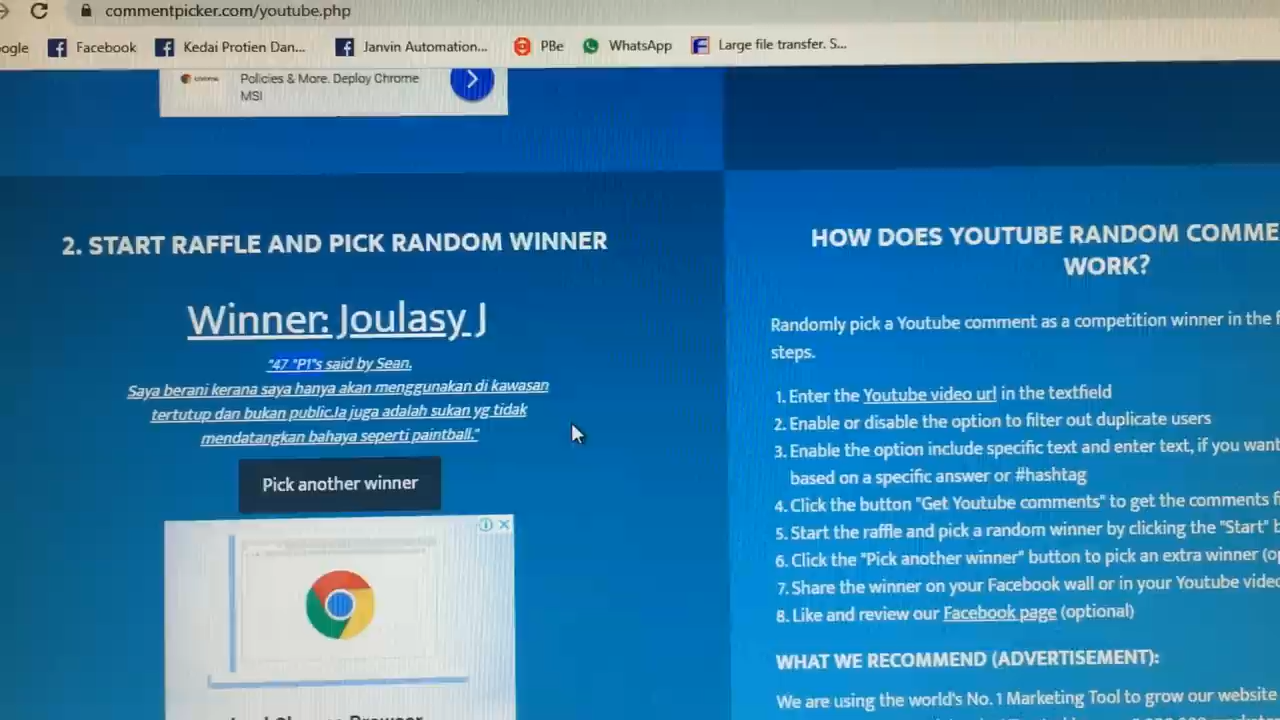 commentpicker.com/youtube.php
ogle Facebook Kedai Protien Dan... Janvin Automation... PBe WhatsApp Large file transfer. S...
Policies & More. Deploy Chrome
MSI
2. START RAFFLE AND PICK RANDOM WINNER
Winner: Joulasy J
"47 "P1"s said by Sean.
Saya berani kerana saya hanya akan menggunakan di kawasan
tertutup dan bukan public.Ia juga adalah sukan yg tidak
mendatangkan bahaya seperti paintball."
Pick another winner
HOW DOES YOUTUBE RANDOM COMME
WORK?
Randomly pick a Youtube comment as a competition winner in the f
steps.
1. Enter the Youtube video url in the textfield
2. Enable or disable the option to filter out duplicate users
3. Enable the option include specific text and enter text, if you want
based on a specific answer or #hashtag
4. Click the button "Get Youtube comments" to get the comments f
5. Start the raffle and pick a random winner by clicking the "Start" b
6. Click the "Pick another winner" button to pick an extra winner (op
7. Share the winner on your Facebook wall or in your Youtube video
8. Like and review our Facebook page (optional)
WHAT WE RECOMMEND (ADVERTISEMENT):
We are using the world's No. 1 Marketing Tool to grow our website